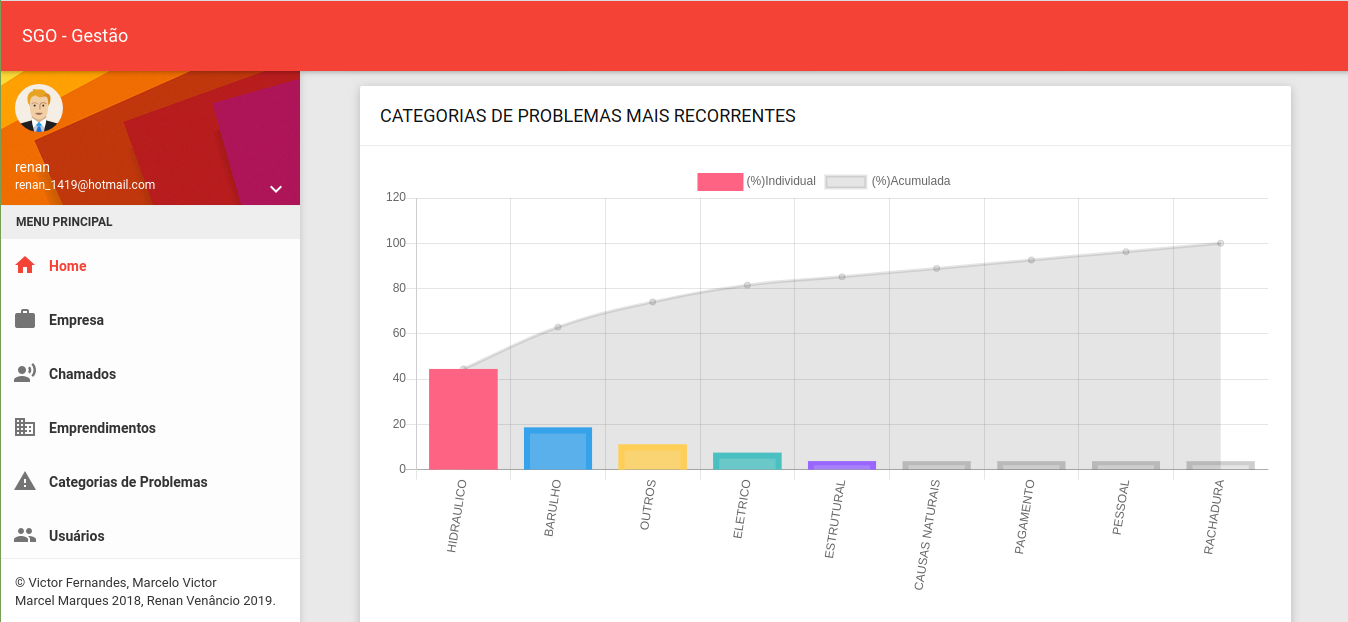 SGO - Gestão
renan
renan_1419@hotmail.com
MENU PRINCIPAL
Home
Empresa
Chamados
Emprendimentos
Categorias de Problemas
Usuários
© Victor Fernandes, Marcelo Victor
Marcel Marques 2018, Renan Venâncio 2019.
CATEGORIAS DE PROBLEMAS MAIS RECORRENTES
(%)Individual (%)Acumulada
120
100
80
60
40
20
0
HIDRAULICO
BARULHO
OUTROS
ELETRICO
ESTRUTURAL
CAUSAS NATURAIS
PAGAMENTO
PESSOAL
RACHADURA